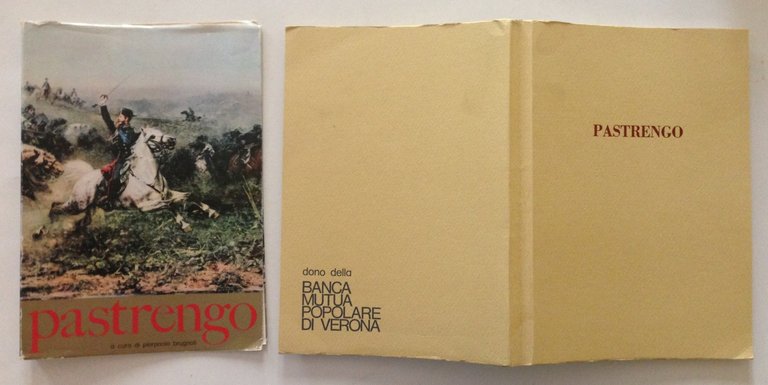 pastrengo
a cura di pierpaolo brugnoli
dono della
BANCA
MUTUA
POPOLARE
DI VERONA
PASTRENGO